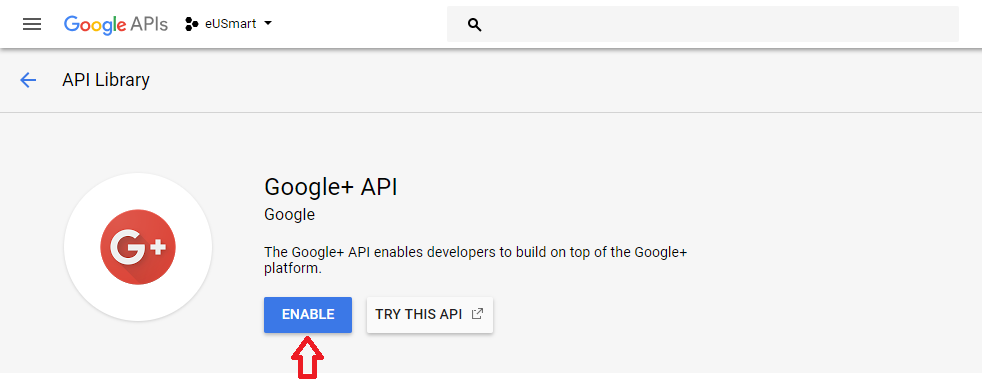 Google APIs eUSmart
API Library
G+
Google+ API
Google
The Google+ API enables developers to build on top of the Google+
platform.
ENABLE TRY THIS API